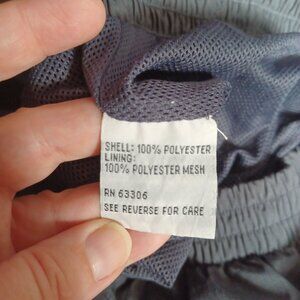 SHELL: 100% POLYESTER
LINING:
100% POLYESTER MESH
RN 63306
SEE REVERSE FOR CARE